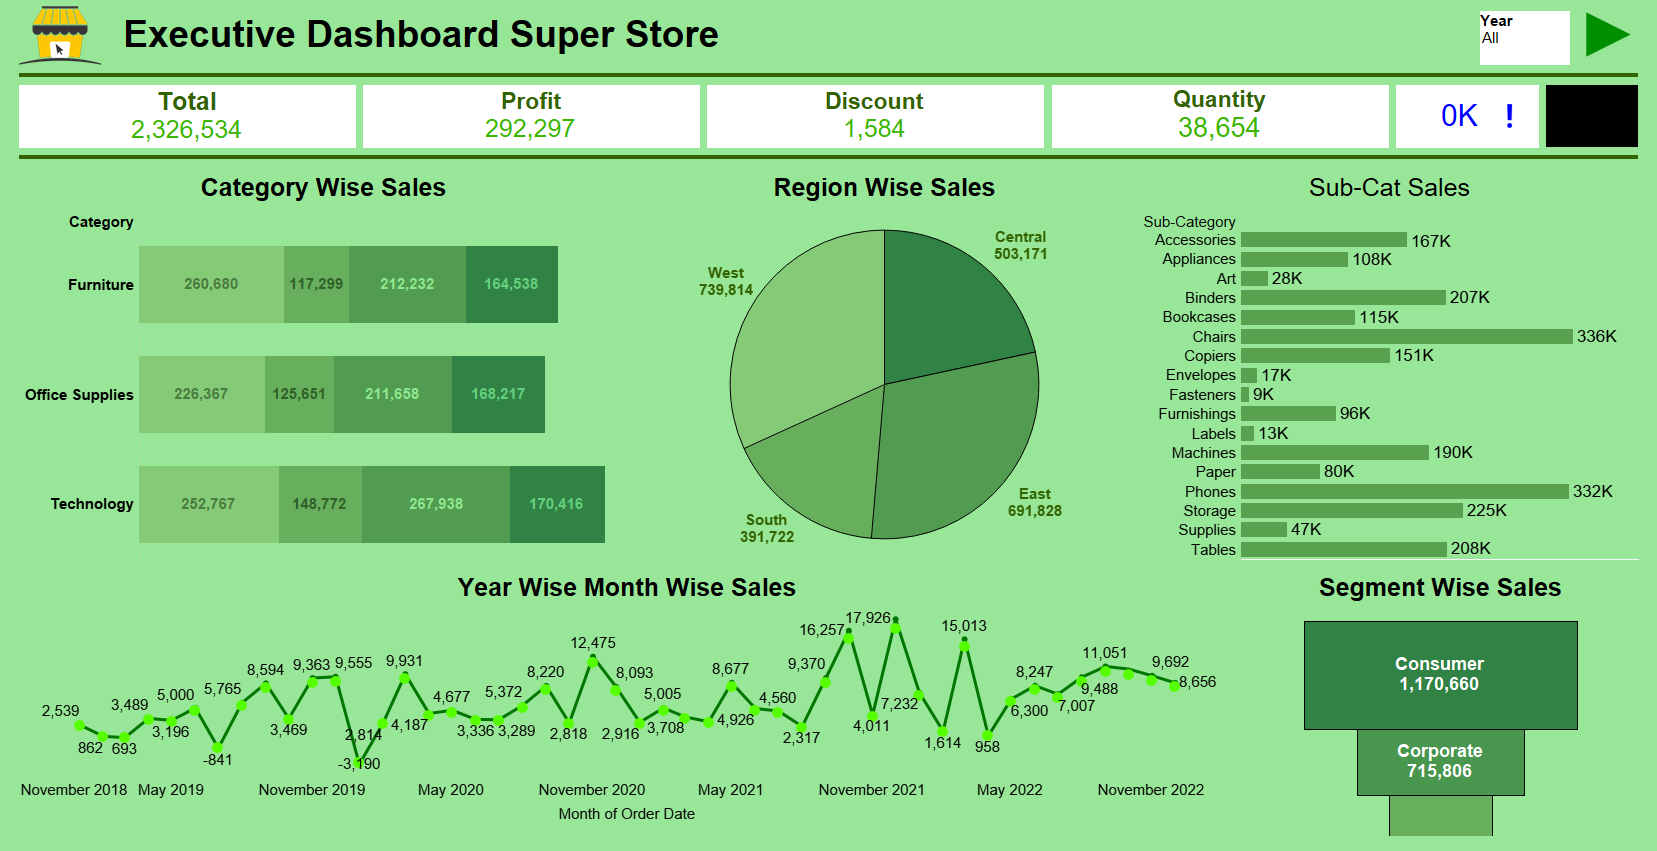 Executive Dashboard Super Store
Year
All
Total
2,326,534
Profit
292,297
Discount
1,584
Quantity
38,654
0K !
Category Wise Sales
Category
Furniture
260,680
117,299
212,232
164,538
Office Supplies
226,367
125,651
211,658
168,217
Technology
252,767
148,772
267,938
170,416
Region Wise Sales
Central
503,171
West
739,814
East
691,828
South
391,722
Sub-Cat Sales
Sub-Category
Accessories 167K
Appliances 108K
Art 28K
Binders 207K
Bookcases 115K
Chairs 336K
Copiers 151K
Envelopes 17K
Fasteners 9K
Furnishings 96K
Labels 13K
Machines 190K
Paper 80K
Phones 332K
Storage 225K
Supplies 47K
Tables 208K
Year Wise Month Wise Sales
2,539
862
693
3,489
3,196
5,000
-841
5,765
8,594
3,469
9,363
9,555
-3,190
2,814
9,931
4,187
4,677
3,336
3,289
5,372
8,220
2,818
12,475
8,093
2,916
5,005
3,708
4,926
8,677
4,560
2,317
9,370
16,257
4,011
17,926
7,232
1,614
15,013
958
6,300
8,247
7,007
9,488
11,051
9,692
8,656
November 2018
May 2019
November 2019
May 2020
November 2020
May 2021
November 2021
May 2022
November 2022
Month of Order Date
Segment Wise Sales
Consumer
1,170,660
Corporate
715,806